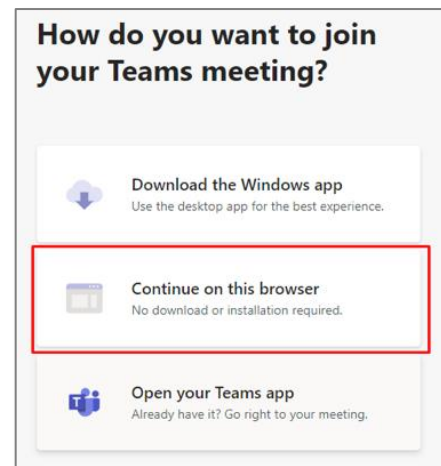 How do you want to join
your Teams meeting?
Download the Windows app
Use the desktop app for the best experience.
Continue on this browser
No download or installation required.
Open your Teams app
Already have it? Go right to your meeting.